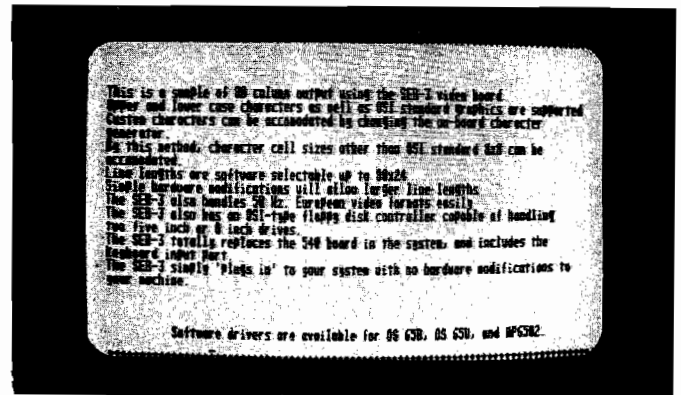 This is a sample of 80 column output using the SEB-3 video board
Upper and lower case characters as well as OSI standard graphics are supported
Custom characters can be accomodated by changing the on-board character
generator.
By this method, character cell sizes other than OSI standard 8x8 can be
accomodated
Line lengths are software selectable up to 80x24
Simple hardware modifications will allow larger line lengths
The SEB-3 also handles 50 Hz. European video formats easily
The SEB-3 also has an OSI-type floppy disk controller capable of handling
two five inch or 8 inch drives.
The SEB-3 totally replaces the 540 board in the system, and includes the
keyboard input port
The SEB-3 simply 'plugs in' to your system with no hardware modifications to
your machine.
Software drivers are available for OS 65D, OS 65U, and WP6502